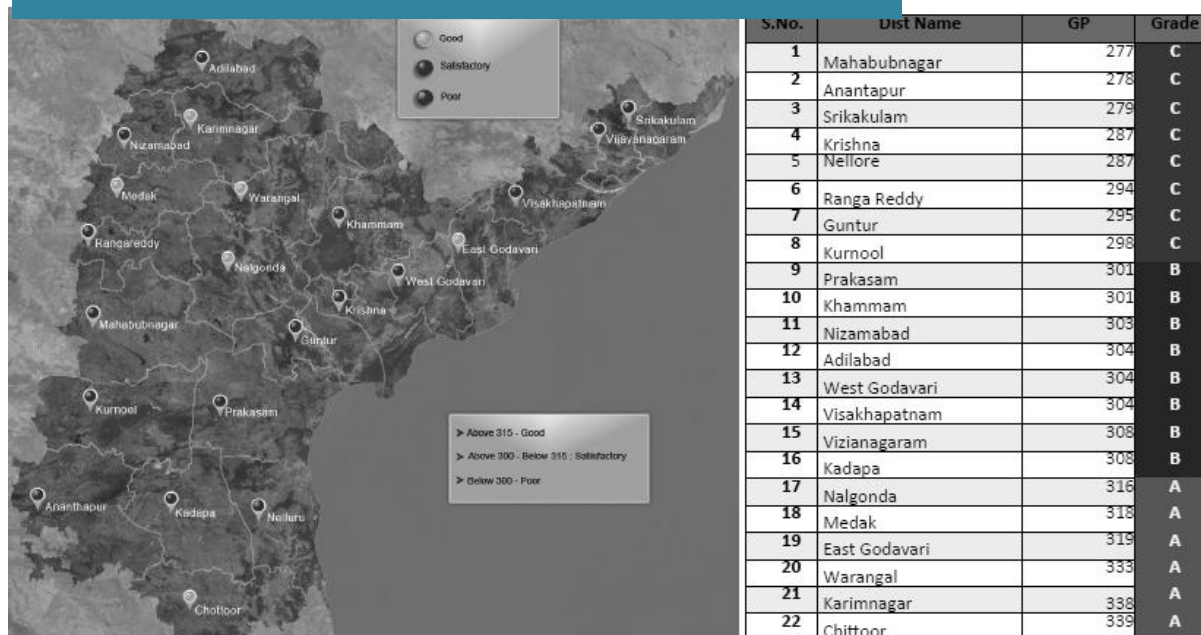 Good
Satisfactory
Poor
Adilabad
Karimnagar
Nizamabad
Srikakulam
Vijayanagaram
Medak
Warangal
Visakhapatnam
Khammam
Rangareddy
East Godavari
Nalgonda
West Godavari
Krishna
Mahabubnagar
Guntur
Kurnool
Prakasam
> Above 315 - Good
> Above 300 - Below 315 : Satisfactory
> Below 300 - Poor
Ananthapur
Kadapa
Nelluru
Chottoor
S.No. Dist Name GP Grade
1 Mahabubnagar 277 C
2 Anantapur 278 C
3 Srikakulam 279 C
4 Krishna 287 C
5 Nellore 287 C
6 Ranga Reddy 294 C
7 Guntur 295 C
8 Kurnool 298 C
9 Prakasam 301 B
10 Khammam 301 B
11 Nizamabad 303 B
12 Adilabad 304 B
13 West Godavari 304 B
14 Visakhapatnam 304 B
15 Vizianagaram 308 B
16 Kadapa 308 B
17 Nalgonda 316 A
18 Medak 318 A
19 East Godavari 319 A
20 Warangal 333 A
21 Karimnagar 338 A
22 Chittoor 339 A